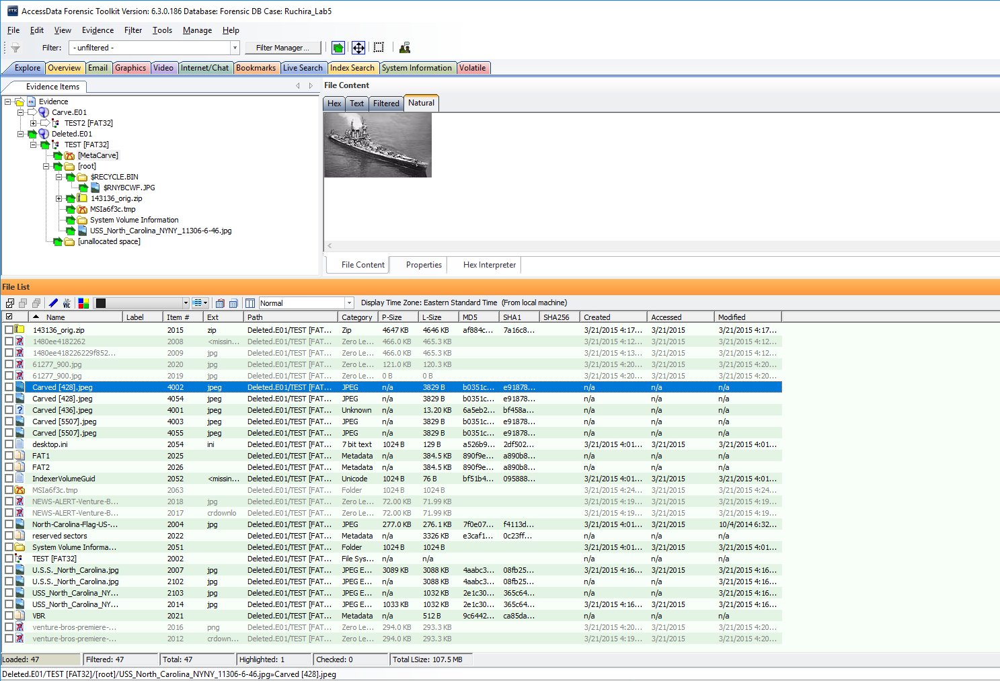 AccessData Forensic Toolkit Version: 6.3.0.186 Database: Forensic DB Case: Ruchira_Lab5
File Edit View Evidence Filter Tools Manage Help
Filter: - unfiltered - Filter Manager...
Explore Overview Email Graphics Video Internet/Chat Bookmarks Live Search Index Search System Information Volatile
Evidence Items
Evidence
Carve.E01
TEST2 [FAT32]
Deleted.E01
TEST [FAT32]
[MetaCarve]
[root]
$RECYCLE.BIN
$RNYBCWF.JPG
143136_orig.zip
MSIa6f3c.tmp
System Volume Information
USS_North_Carolina_NYNY_11306-6-46.jpg
[unallocated space]
File Content
Hex Text Filtered Natural
File Content Properties Hex Interpreter
File List
Normal Display Time Zone: Eastern Standard Time (From local machine)
Name Label Item # Ext Path Category P-Size L-Size MD5 SHA1 SHA256 Created Accessed Modified
143136_orig.zip 2015 zip Deleted.E01/TEST [FAT... Zip 4647 KB 4646 KB af884c... 7a16c8... 3/21/2015 4:17... 3/21/2015 3/21/2015 4:17...
1480ee4182262 2008 <missin... Deleted.E01/TEST [FAT... Zero Le... 466.0 KB 465.3 KB 3/21/2015 4:12... 3/21/2015 3/21/2015 4:12...
1480ee418226229f852... 2009 jpg Deleted.E01/TEST [FAT... Zero Le... 466.0 KB 465.3 KB 3/21/2015 4:13... 3/21/2015 3/21/2015 4:12...
61277_900.jpg 2020 jpg Deleted.E01/TEST [FAT... Zero Le... 121.0 KB 120.3 KB 3/21/2015 4:20... 3/21/2015 3/21/2015 4:20...
61277_900.jpg 2019 jpg Deleted.E01/TEST [FAT... Zero Le... 0 B 0 B 3/21/2015 4:20... 3/21/2015 3/21/2015 4:20...
Carved [428].jpeg 4002 jpeg Deleted.E01/TEST [FAT... JPEG n/a 3829 B b0351c... e91878... n/a n/a n/a
Carved [428].jpeg 4054 jpeg Deleted.E01/TEST [FAT... JPEG n/a 3829 B b0351c... e91878... n/a n/a n/a
Carved [436].jpeg 4001 jpeg Deleted.E01/TEST [FAT... Unknown n/a 13.20 KB 6a5eb2... bf458a... n/a n/a n/a
Carved [5507].jpeg 4003 jpeg Deleted.E01/TEST [FAT... JPEG n/a 3829 B b0351c... e91878... n/a n/a n/a
Carved [5507].jpeg 4055 jpeg Deleted.E01/TEST [FAT... JPEG n/a 3829 B b0351c... e91878... n/a n/a n/a
desktop.ini 2054 ini Deleted.E01/TEST [FAT... 7 bit text 1024 B 129 B a526b9... 2df502... 3/21/2015 4:01... 3/21/2015 3/21/2015 4:01...
FAT1 2025 Deleted.E01/TEST [FAT... Metadata n/a 384.5 KB 890f9e... a890b8... n/a n/a n/a
FAT2 2026 Deleted.E01/TEST [FAT... Metadata n/a 384.5 KB 890f9e... a890b8... n/a n/a n/a
IndexerVolumeGuid 2052 <missin... Deleted.E01/TEST [FAT... Unicode 1024 B 76 B bf51b4... 095888... 3/21/2015 4:01... 3/21/2015 3/21/2015 4:01...
MSIa6f3c.tmp 2063 Deleted.E01/TEST [FAT... Folder 1024 B 1024 B 3/21/2015 4:24... 3/21/2015 3/21/2015 4:24...
NEWS-ALERT-Venture-B... 2018 jpg Deleted.E01/TEST [FAT... Zero Le... 72.00 KB 71.99 KB 3/21/2015 4:19... 3/21/2015 3/21/2015 4:19...
NEWS-ALERT-Venture-B... 2017 crdownlo Deleted.E01/TEST [FAT... Zero Le... 72.00 KB 71.99 KB 3/21/2015 4:19... 3/21/2015 3/21/2015 4:19...
North-Carolina-Flag-US-... 2004 jpg Deleted.E01/TEST [FAT... JPEG 277.0 KB 276.1 KB 7f0e07... f4113d... 3/21/2015 4:01... 3/21/2015 10/4/2014 6:32...
reserved sectors 2022 Deleted.E01/TEST [FAT... Metadata n/a 3326 KB e3caf1... 0c23ff... n/a n/a n/a
System Volume Informa... 2051 Deleted.E01/TEST [FAT... Folder 1024 B 1024 B 3/21/2015 4:01... 3/21/2015 3/21/2015 4:01...
TEST [FAT32] 2002 Deleted.E01/TEST [FAT... File Sys... n/a n/a n/a n/a n/a
U.S.S._North_Carolina.jpg 2007 jpg Deleted.E01/TEST [FAT... JPEG E... 3089 KB 3088 KB 4aabc3... 08fb25... 3/21/2015 4:16... 3/21/2015 3/21/2015 4:16...
U.S.S._North_Carolina.jpg 2102 jpg Deleted.E01/TEST [FAT... JPEG E... n/a 3088 KB 4aabc3... 08fb25... n/a n/a 3/21/2015 4:16...
USS_North_Carolina_NY... 2103 jpg Deleted.E01/TEST [FAT... JPEG E... n/a 1032 KB 2e1c30... 365c64... n/a n/a 3/21/2015 4:16...
USS_North_Carolina_NY... 2014 jpg Deleted.E01/TEST [FAT... JPEG E... 1033 KB 1032 KB 2e1c30... 365c64... 3/21/2015 4:16... 3/21/2015 3/21/2015 4:16...
VBR 2021 Deleted.E01/TEST [FAT... Metadata n/a 512 B 9c6442... ca85da... n/a n/a n/a
venture-bros-premiere-... 2016 png Deleted.E01/TEST [FAT... Zero Le... 294.0 KB 293.3 KB 3/21/2015 4:20... 3/21/2015 3/21/2015 4:20...
venture-bros-premiere-... 2012 crdown... Deleted.E01/TEST [FAT... Zero Le... 294.0 KB 293.3 KB 3/21/2015 4:19... 3/21/2015 3/21/2015 4:20...
Loaded: 47 Filtered: 47 Total: 47 Highlighted: 1 Checked: 0 Total LSize: 107.5 MB
Deleted.E01/TEST [FAT32]/[root]/USS_North_Carolina_NYNY_11306-6-46.jpg»Carved [428].jpeg